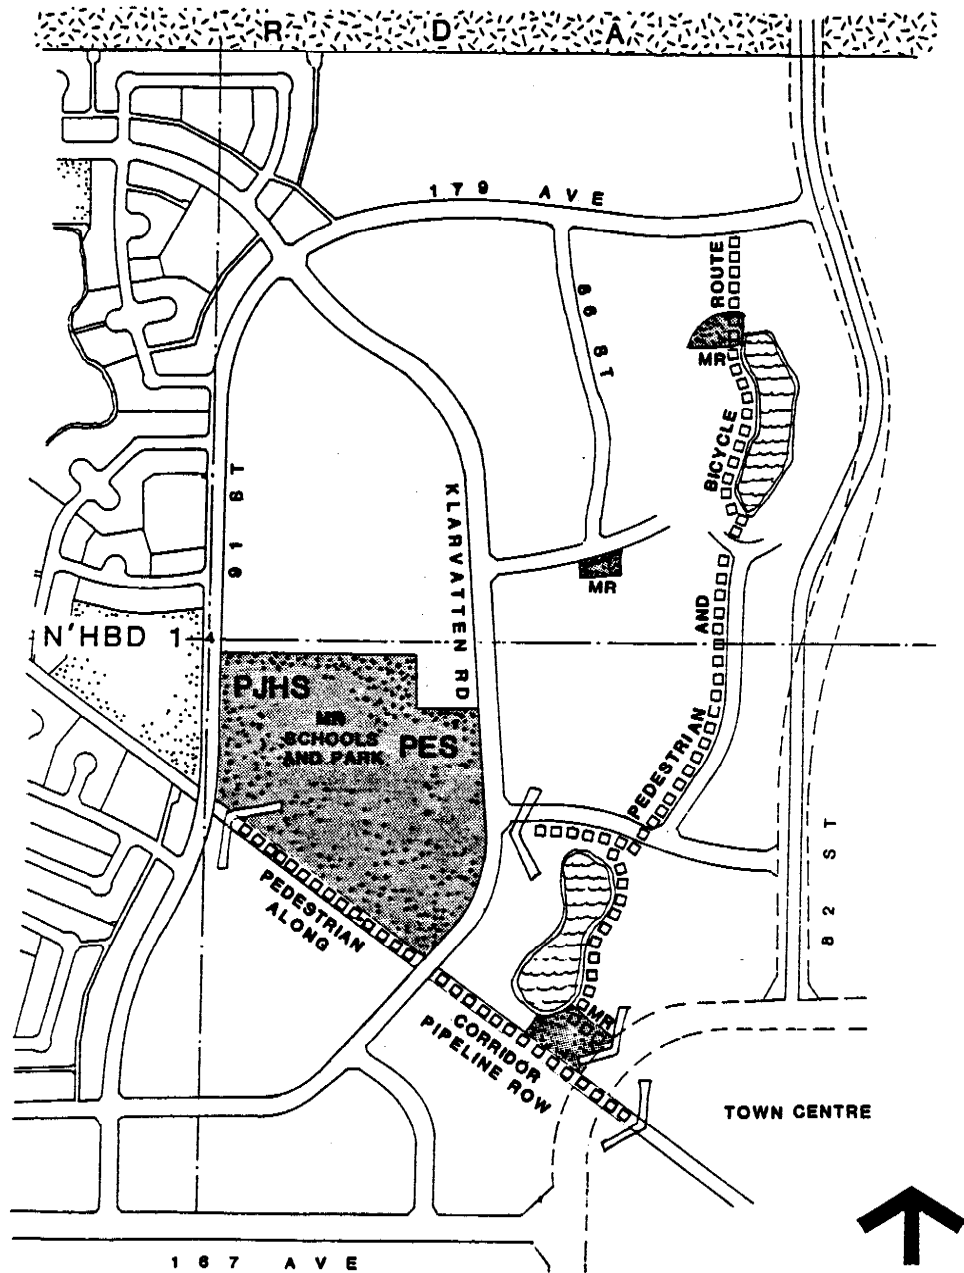 R D A
179 AVE
86 ST
ROUTE
MR
BICYCLE
91 ST
KLARVATTEN RD
MR
AND
N'HBD 1
PJHS
MR
SCHOOLS
AND PARK
PES
PEDESTRIAN
82 ST
PEDESTRIAN
ALONG
MR
CORRIDOR
PIPELINE ROW
TOWN CENTRE
167 AVE